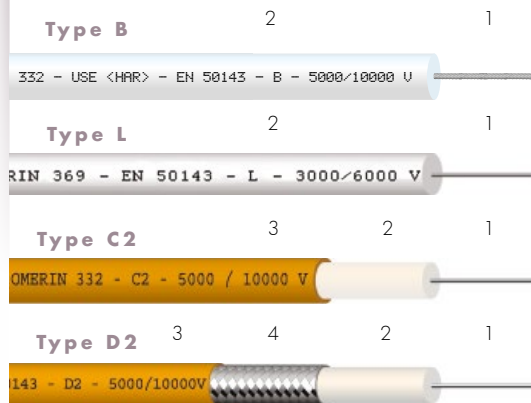 Type B 2 1
332 - USE <HAR> - EN 50143 - B - 5000/10000 V
Type L 2 1
RIN 369 - EN 50143 - L - 3000/6000 V
Type C2 3 2 1
OMERIN 332 - C2 - 5000 / 10000 V
Type D2 3 4 2 1
143 - D2 - 5000/10000V